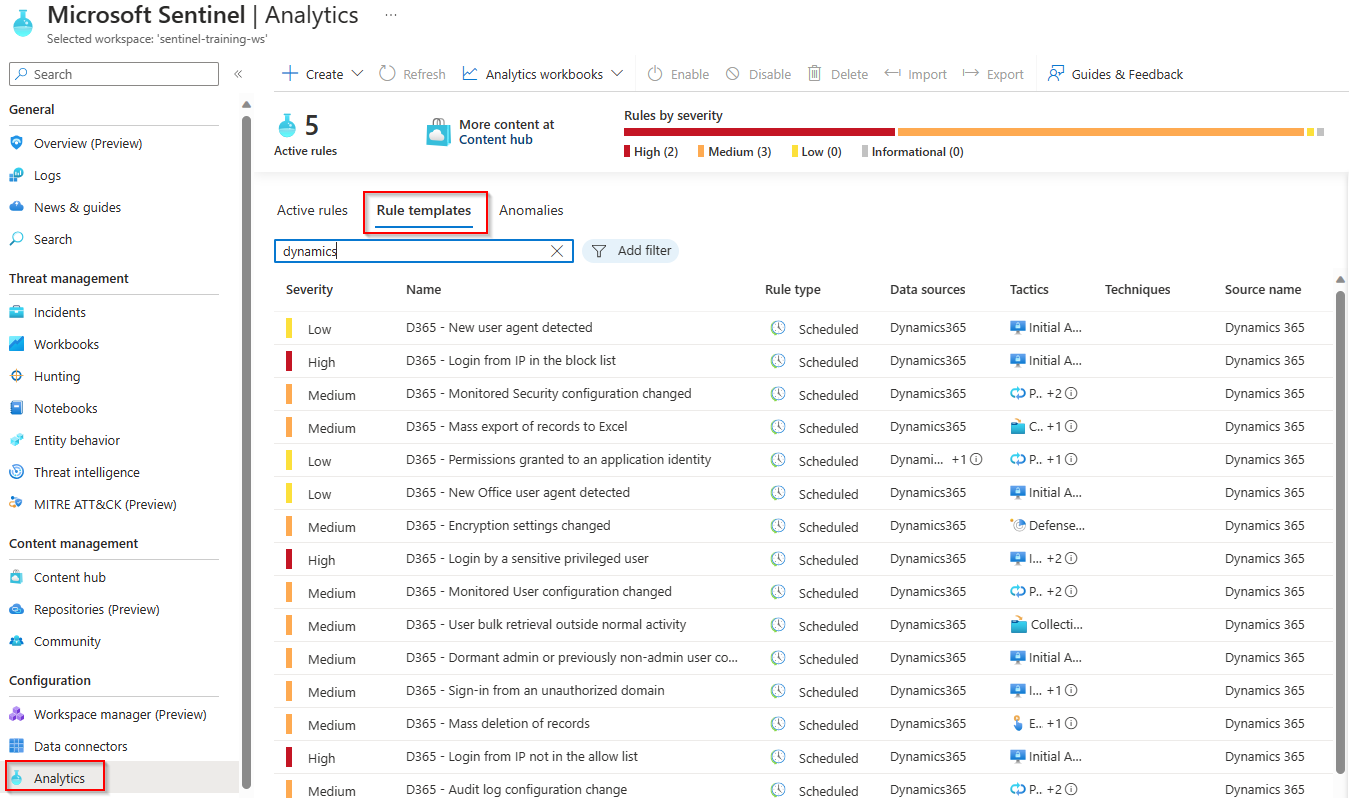 Microsoft Sentinel | Analytics ...
Selected workspace: 'sentinel-training-ws'
Search
«
General
Overview (Preview)
Logs
News & guides
Search
Threat management
Incidents
Workbooks
Hunting
Notebooks
Entity behavior
Threat intelligence
MITRE ATT&CK (Preview)
Content management
Content hub
Repositories (Preview)
Community
Configuration
Workspace manager (Preview)
Data connectors
Analytics
Create Refresh Analytics workbooks Enable Disable Delete Import Export Guides & Feedback
5
Active rules
More content at
Content hub
Rules by severity
High (2) Medium (3) Low (0) Informational (0)
Active rules Rule templates Anomalies
dynamics Add filter
Severity Name Rule type Data sources Tactics Techniques Source name
Low D365 - New user agent detected Scheduled Dynamics365 Initial A... Dynamics 365
High D365 - Login from IP in the block list Scheduled Dynamics365 Initial A... Dynamics 365
Medium D365 - Monitored Security configuration changed Scheduled Dynamics365 P.. +2 Dynamics 365
Medium D365 - Mass export of records to Excel Scheduled Dynamics365 C.. +1 Dynamics 365
Low D365 - Permissions granted to an application identity Scheduled Dynami... +1 P.. +1 Dynamics 365
Low D365 - New Office user agent detected Scheduled Dynamics365 Initial A... Dynamics 365
Medium D365 - Encryption settings changed Scheduled Dynamics365 Defense... Dynamics 365
High D365 - Login by a sensitive privileged user Scheduled Dynamics365 I... +2 Dynamics 365
Medium D365 - Monitored User configuration changed Scheduled Dynamics365 P.. +2 Dynamics 365
Medium D365 - User bulk retrieval outside normal activity Scheduled Dynamics365 Collecti... Dynamics 365
Medium D365 - Dormant admin or previously non-admin user co... Scheduled Dynamics365 Initial A... Dynamics 365
Medium D365 - Sign-in from an unauthorized domain Scheduled Dynamics365 I... +1 Dynamics 365
Medium D365 - Mass deletion of records Scheduled Dynamics365 E.. +1 Dynamics 365
High D365 - Login from IP not in the allow list Scheduled Dynamics365 Initial A... Dynamics 365
Medium D365 - Audit log configuration change Scheduled Dynamics365 P.. +2 Dynamics 365